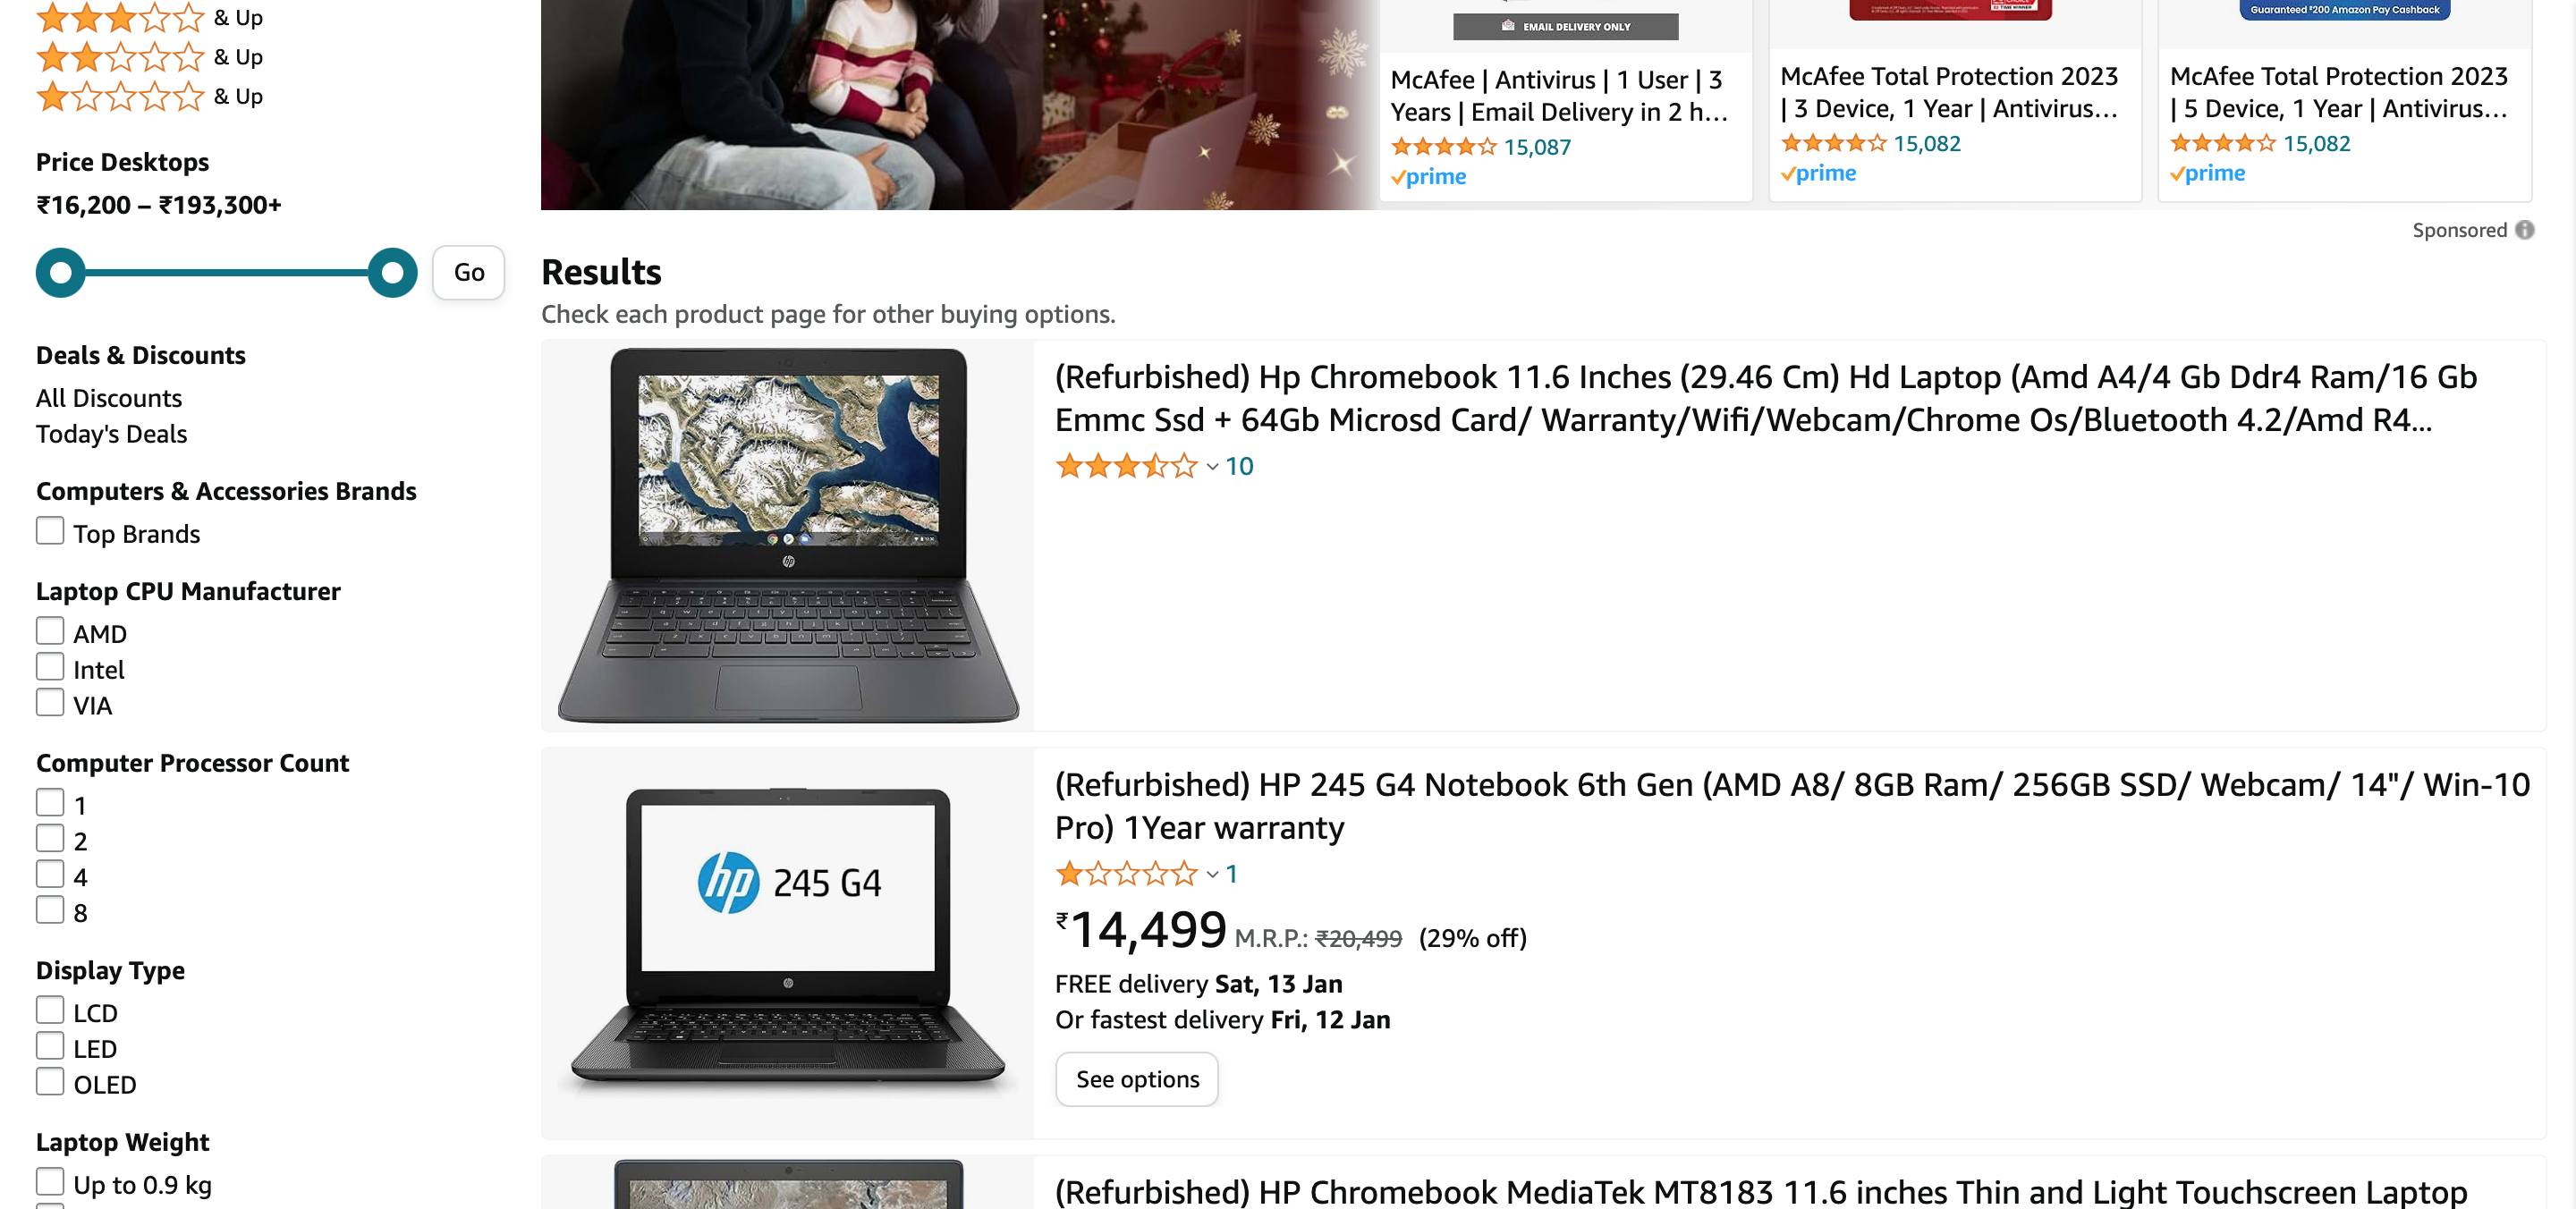 & Up
& Up
& Up
Price Desktops
₹16,200 – ₹193,300+
Go
Deals & Discounts
All Discounts
Today's Deals
Computers & Accessories Brands
Top Brands
Laptop CPU Manufacturer
AMD
Intel
VIA
Computer Processor Count
1
2
4
8
Display Type
LCD
LED
OLED
Laptop Weight
Up to 0.9 kg
EMAIL DELIVERY ONLY
McAfee | Antivirus | 1 User | 3
Years | Email Delivery in 2 h...
15,087
prime
McAfee Total Protection 2023
| 3 Device, 1 Year | Antivirus...
15,082
prime
Guaranteed ₹200 Amazon Pay Cashback
McAfee Total Protection 2023
| 5 Device, 1 Year | Antivirus...
15,082
prime
Sponsored
Results
Check each product page for other buying options.
hp
(Refurbished) Hp Chromebook 11.6 Inches (29.46 Cm) Hd Laptop (Amd A4/4 Gb Ddr4 Ram/16 Gb
Emmc Ssd + 64Gb Microsd Card/ Warranty/Wifi/Webcam/Chrome Os/Bluetooth 4.2/Amd R4...
10
hp 245 G4
hp
(Refurbished) HP 245 G4 Notebook 6th Gen (AMD A8/ 8GB Ram/ 256GB SSD/ Webcam/ 14"/ Win-10
Pro) 1Year warranty
1
₹14,499 M.R.P.: ₹20,499 (29% off)
FREE delivery Sat, 13 Jan
Or fastest delivery Fri, 12 Jan
See options
(Refurbished) HP Chromebook MediaTek MT8183 11.6 inches Thin and Light Touchscreen Laptop